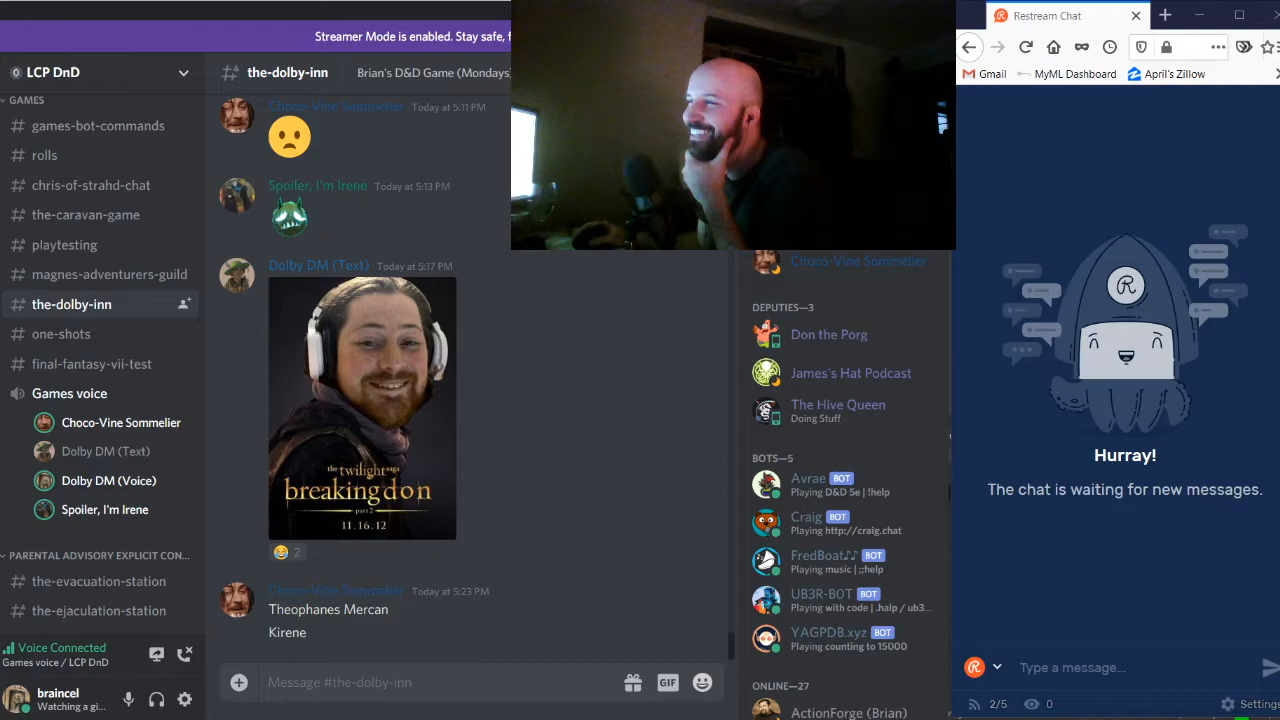 Streamer Mode is enabled. Stay safe, f
LCP DnD
GAMES
# games-bot-commands
# rolls
# chris-of-strahd-chat
# the-caravan-game
# playtesting
# magnes-adventurers-guild
# the-dolby-inn
# one-shots
# final-fantasy-vii-test
Games voice
Choco-Vine Sommelier
Dolby DM (Text)
Dolby DM (Voice)
Spoiler, I'm Irene
PARENTAL ADVISORY EXPLICIT CON...
# the-evacuation-station
# the-ejaculation-station
Voice Connected
Games voice / LCP DnD
braincel
Watching a gi...
the-dolby-inn
Brian's D&D Game (Mondays)
Choco-Vine Sommelier Today at 5:11 PM
Spoiler, I'm Irene Today at 5:13 PM
Dolby DM (Text) Today at 5:17 PM
the twilight saga
breakingdon
part 2
11.16.12
😂 2
Choco-Vine Sommelier Today at 5:23 PM
Theophanes Mercan
Kirene
Message #the-dolby-inn
GIF
Choco-Vine Sommelier
DEPUTIES—3
Don the Porg
James's Hat Podcast
The Hive Queen
Doing Stuff
BOTS—5
Avrae BOT
Playing D&D 5e | !help
Craig BOT
Playing http://craig.chat
FredBoat♪♪ BOT
Playing music | ;;help
UB3R-B0T BOT
Playing with code | .halp / ub3...
YAGPDB.xyz BOT
Playing counting to 15000
ONLINE—27
ActionForge (Brian)
Restream Chat
Gmail
MyML Dashboard
April's Zillow
Hurray!
The chat is waiting for new messages.
Type a message...
2/5
0
Settings